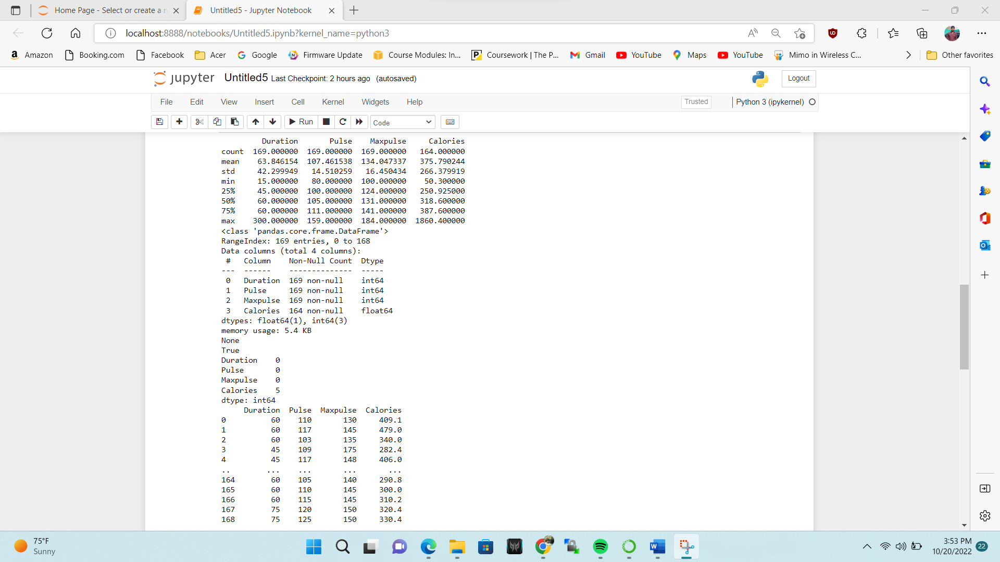 Home Page - Select or create a n
Untitled5 - Jupyter Notebook
localhost:8888/notebooks/Untitled5.ipynb?kernel_name=python3
Amazon Booking.com Facebook Acer Google Firmware Update Course Modules: In... Coursework | The P... Gmail YouTube Maps YouTube Mimo in Wireless C... Other favorites
jupyter Untitled5 Last Checkpoint: 2 hours ago (autosaved) Logout
File Edit View Insert Cell Kernel Widgets Help Trusted Python 3 (ipykernel)
Run Code
Duration Pulse Maxpulse Calories
count 169.000000 169.000000 169.000000 164.000000
mean 63.846154 107.461538 134.047337 375.790244
std 42.299949 14.510259 16.450434 266.379919
min 15.000000 80.000000 100.000000 50.300000
25% 45.000000 100.000000 124.000000 250.925000
50% 60.000000 105.000000 131.000000 318.600000
75% 60.000000 111.000000 141.000000 387.600000
max 300.000000 159.000000 184.000000 1860.400000
<class 'pandas.core.frame.DataFrame'>
RangeIndex: 169 entries, 0 to 168
Data columns (total 4 columns):
# Column Non-Null Count Dtype
--- ------ -------------- -----
0 Duration 169 non-null int64
1 Pulse 169 non-null int64
2 Maxpulse 169 non-null int64
3 Calories 164 non-null float64
dtypes: float64(1), int64(3)
memory usage: 5.4 KB
None
True
Duration 0
Pulse 0
Maxpulse 0
Calories 5
dtype: int64
Duration Pulse Maxpulse Calories
0 60 110 130 409.1
1 60 117 145 479.0
2 60 103 135 340.0
3 45 109 175 282.4
4 45 117 148 406.0
.. ... ... ... ...
164 60 105 140 290.8
165 60 110 145 300.0
166 60 115 145 310.2
167 75 120 150 320.4
168 75 125 150 330.4
75°F
Sunny
3:53 PM
10/20/2022
22